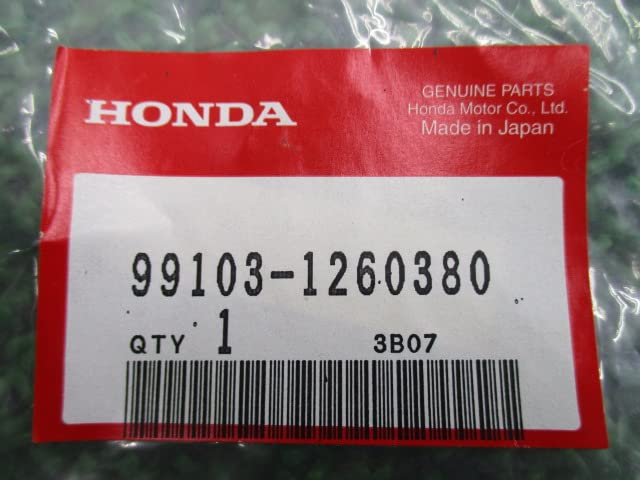 HONDA
GENUINE PARTS
Honda Motor Co., Ltd.
Made in Japan
99103-1260380
QTY 1 3B07